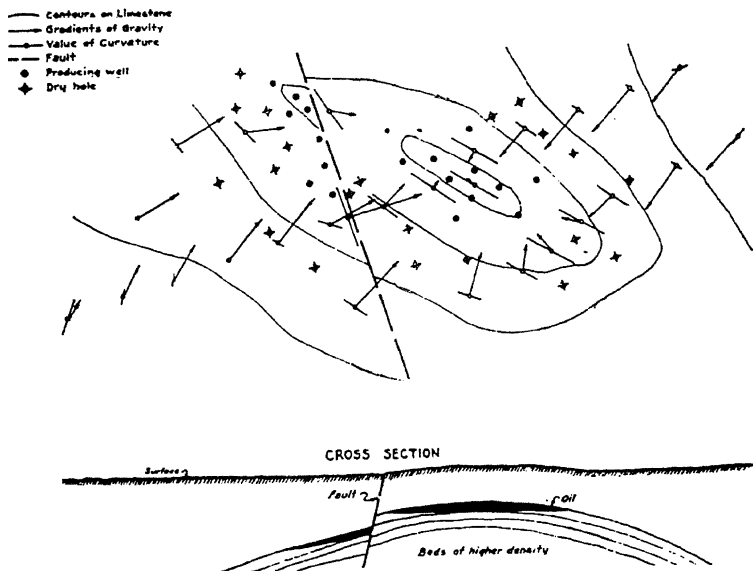 Contours on Limestone
Gradients of Gravity
Value of Curvature
Fault
Producing well
Dry hole
CROSS SECTION
Surface
Fault
Oil
Beds of higher density